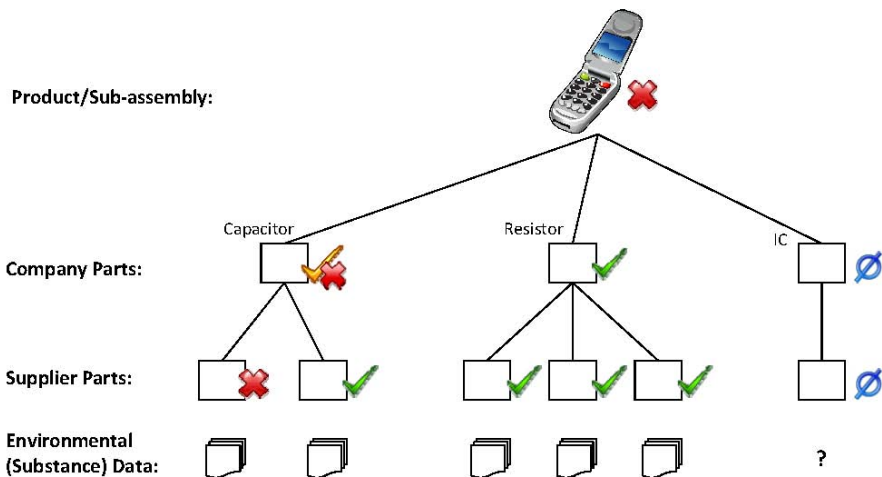 Product/Sub-assembly:
Capacitor
Resistor
IC
Company Parts:
Supplier Parts:
Environmental
(Substance) Data:
?